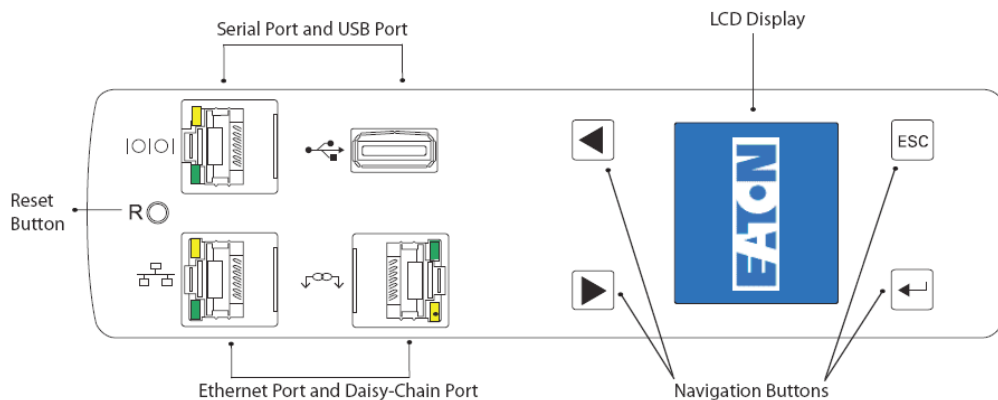 Serial Port and USB Port
LCD Display
|O|O|
ESC
EATON
Reset
Button
R
Ethernet Port and Daisy-Chain Port
Navigation Buttons